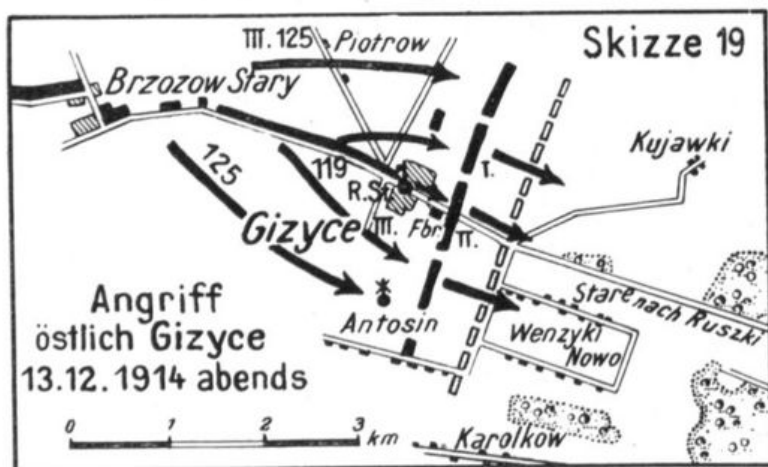 III. 125
Piotrow
Skizze 19
Brzozow Stary
Kujawki
125
119
I.
R.St.
Gizyce
III.
Fbr.
II.
Stare
nach Ruszki
Angriff
östlich Gizyce
13.12.1914 abends
Antosin
Wenzyki
Nowo
0 1 2 3
km
Karolkow